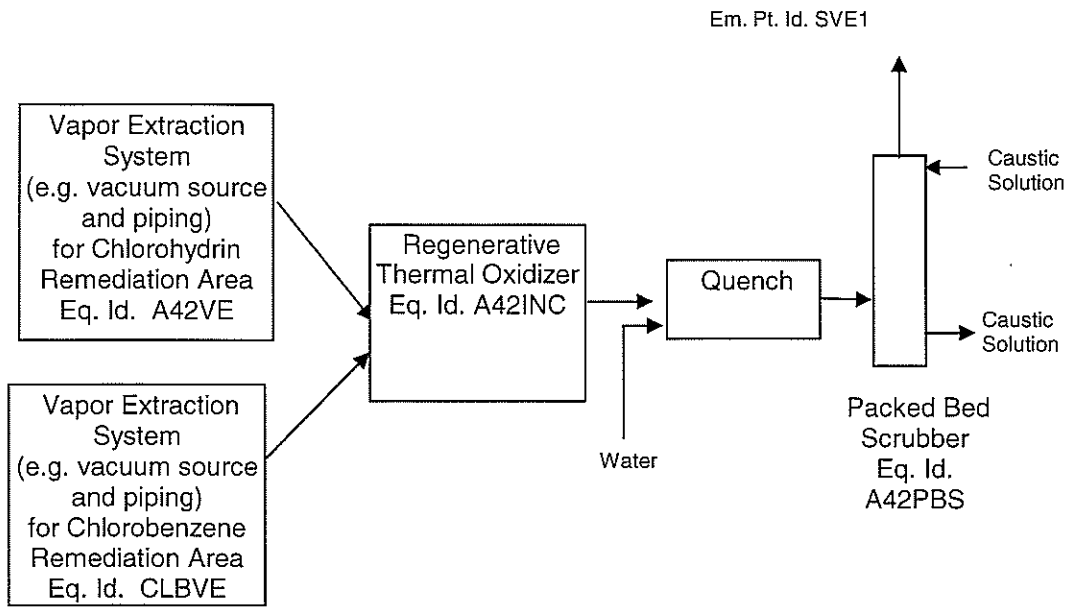 Em. Pt. Id. SVE1
Vapor Extraction
System
(e.g. vacuum source
and piping)
for Chlorohydrin
Remediation Area
Eq. Id. A42VE
Regenerative
Thermal Oxidizer
Eq. Id. A42INC
Quench
Caustic
Solution
Caustic
Solution
Vapor Extraction
System
(e.g. vacuum source
and piping)
for Chlorobenzene
Remediation Area
Eq. Id. CLBVE
Water
Packed Bed
Scrubber
Eq. Id.
A42PBS